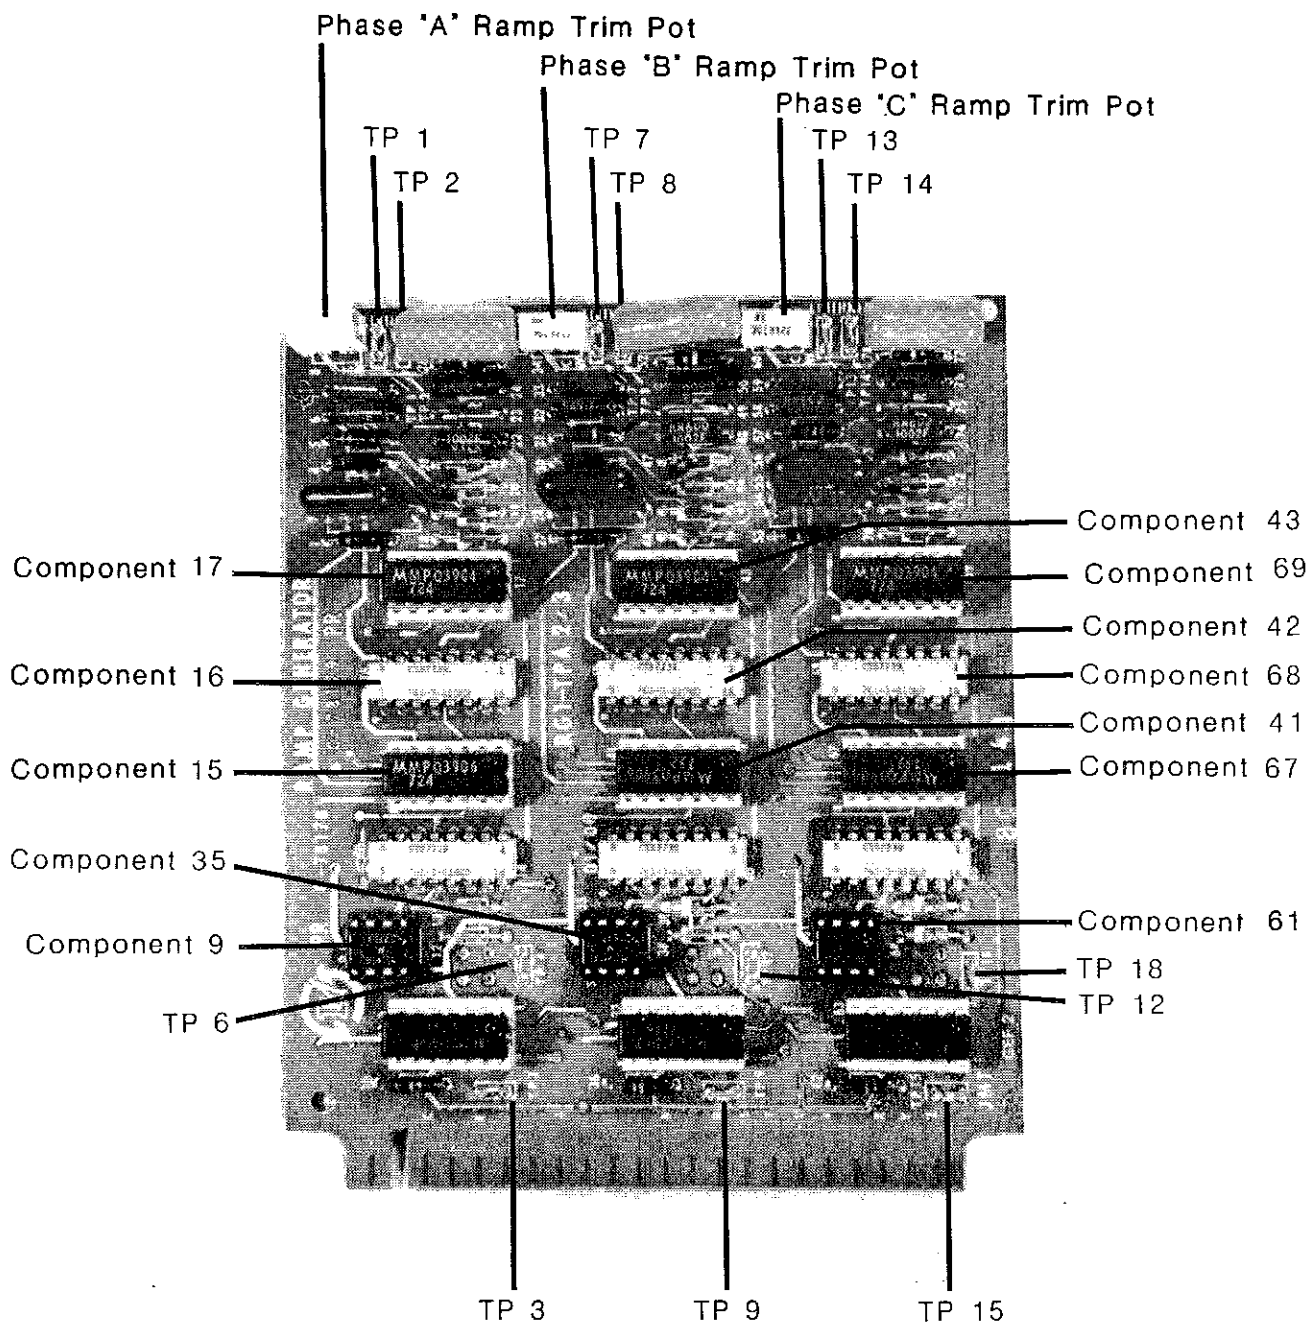 Phase "A" Ramp Trim Pot
Phase "B" Ramp Trim Pot
Phase "C" Ramp Trim Pot
TP 1
TP 7
TP 13
TP 2
TP 8
TP 14
Component 43
Component 17
Component 69
Component 42
Component 16
Component 68
Component 41
Component 15
Component 67
Component 35
Component 61
Component 9
TP 18
TP 12
TP 6
TP 3
TP 9
TP 15
RAMP GENERATOR